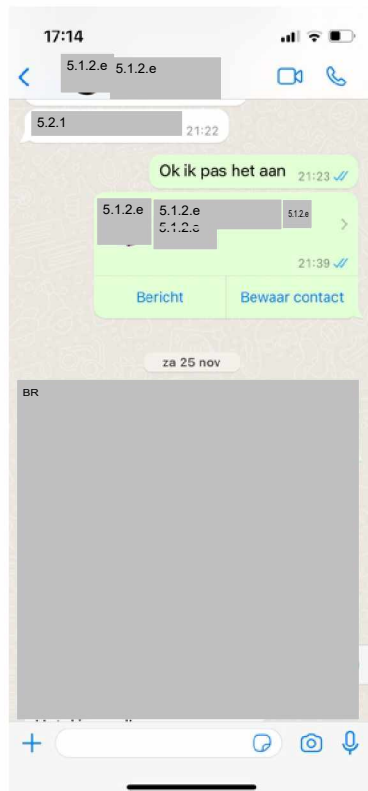 17:14
5.1.2.e 5.1.2.e
5.2.1
21:22
Ok ik pas het aan 21:23
5.1.2.e 5.1.2.e 5.1.2.e
5.1.2.e
21:39
Bericht Bewaar contact
za 25 nov
BR